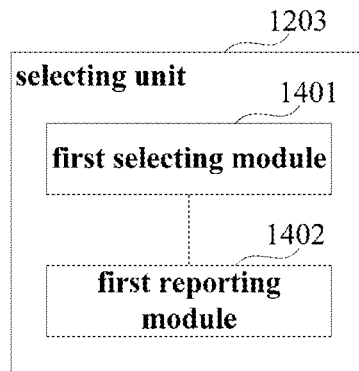 1203
selecting unit
1401
first selecting module
1402
first reporting
module